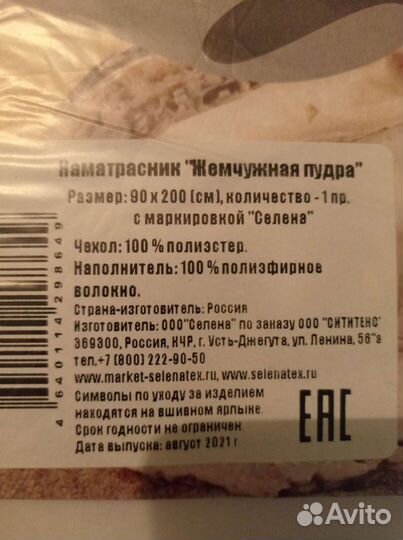 Наматрасник "Жемчужная пудра"
Размер: 90 х 200 (см), количество - 1 пр.
с маркировкой "Селена"
Чехол: 100 % полиэстер.
Наполнитель: 100 % полиэфирное
волокно.
Страна-изготовитель: Россия
Изготовитель: ООО"Селена" по заказу ООО "СИТИТЕКС"
369300, Россия, КЧР, г. Усть-Джегута, ул. Ленина, 56"а
тел.+7 (800) 222-90-50
www.market-selenatex.ru, www.selenatex.ru
Символы по уходу за изделием
находятся на вшивном ярлыке.
Срок годности не ограничен.
Дата выпуска: август 2021 г
4640114298649
EAC
Avito